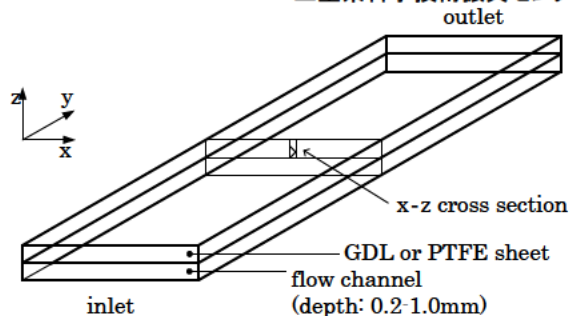 outlet
z
y
x
x-z cross section
GDL or PTFE sheet
flow channel
inlet
(depth: 0.2-1.0mm)